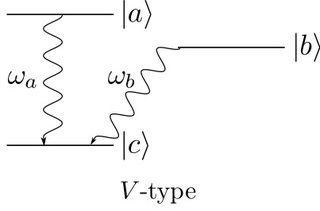 |a⟩
|b⟩
ω_a ω_b
|c⟩
V-type